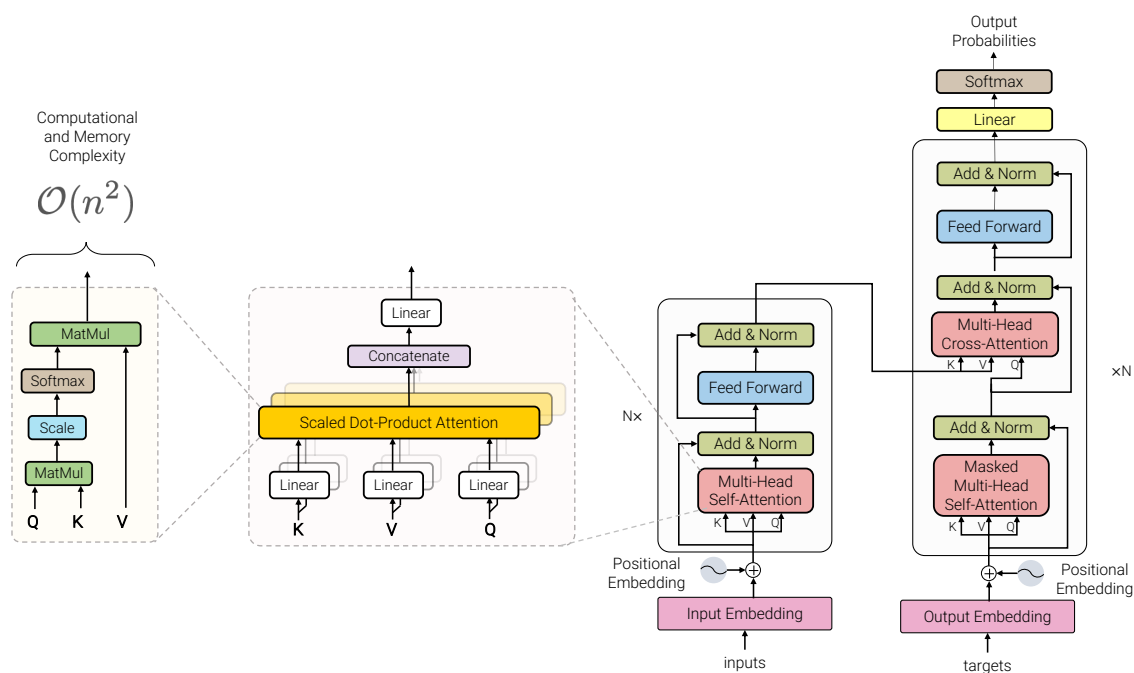 Computational
and Memory
Complexity
O(n²)
MatMul
Softmax
Scale
MatMul
Q
K
V
Linear
Concatenate
Scaled Dot-Product Attention
Linear
Linear
Linear
K
V
Q
N×
Add & Norm
Feed Forward
Add & Norm
Multi-Head
Self-Attention
K
V
Q
Positional
Embedding
Input Embedding
inputs
Output
Probabilities
Softmax
Linear
Add & Norm
Feed Forward
Add & Norm
Multi-Head
Cross-Attention
K
V
Q
×N
Add & Norm
Masked
Multi-Head
Self-Attention
K
V
Q
Positional
Embedding
Output Embedding
targets